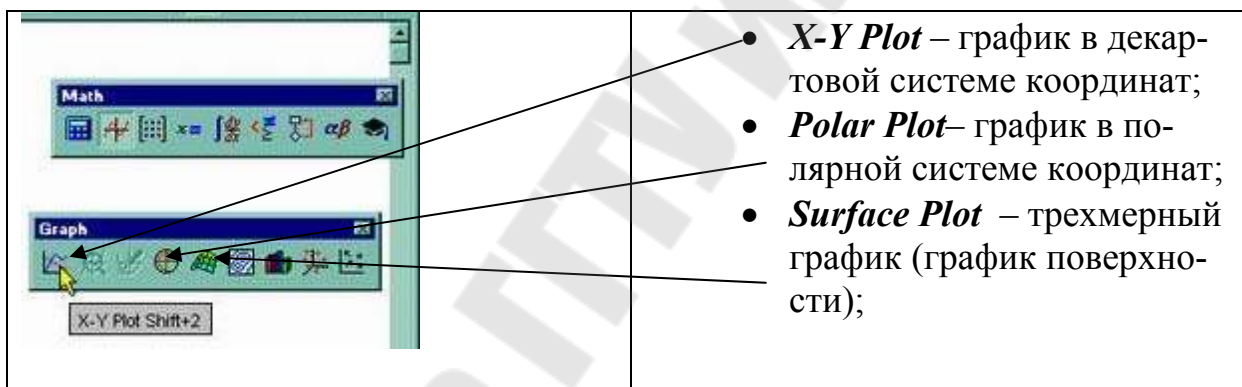 Math
Graph
X-Y Plot Shift+2
• X-Y Plot – график в декар-
товой системе координат;
• Polar Plot– график в по-
лярной системе координат;
• Surface Plot – трехмерный
график (график поверхно-
сти);